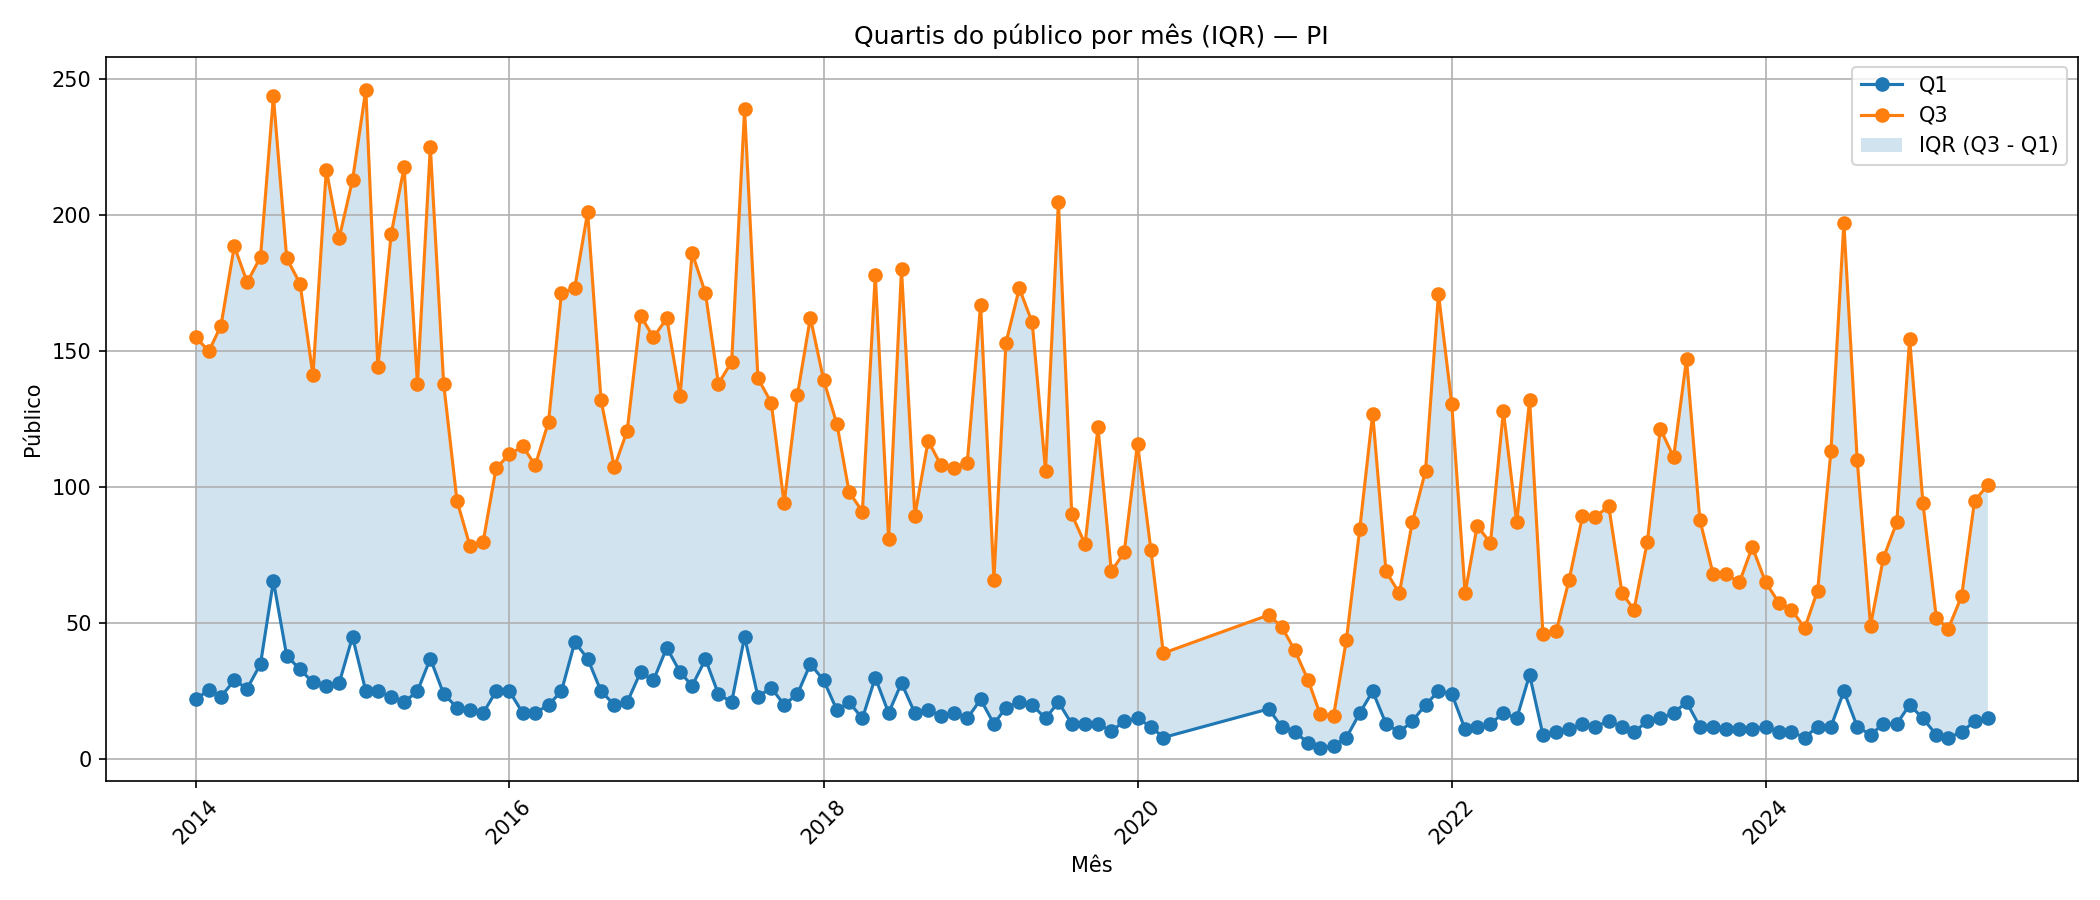 Quartis do público por mês (IQR) — PI
Público
250
200
150
100
50
0
Q1
Q3
IQR (Q3 - Q1)
2014
2016
2018
2020
2022
2024
Mês